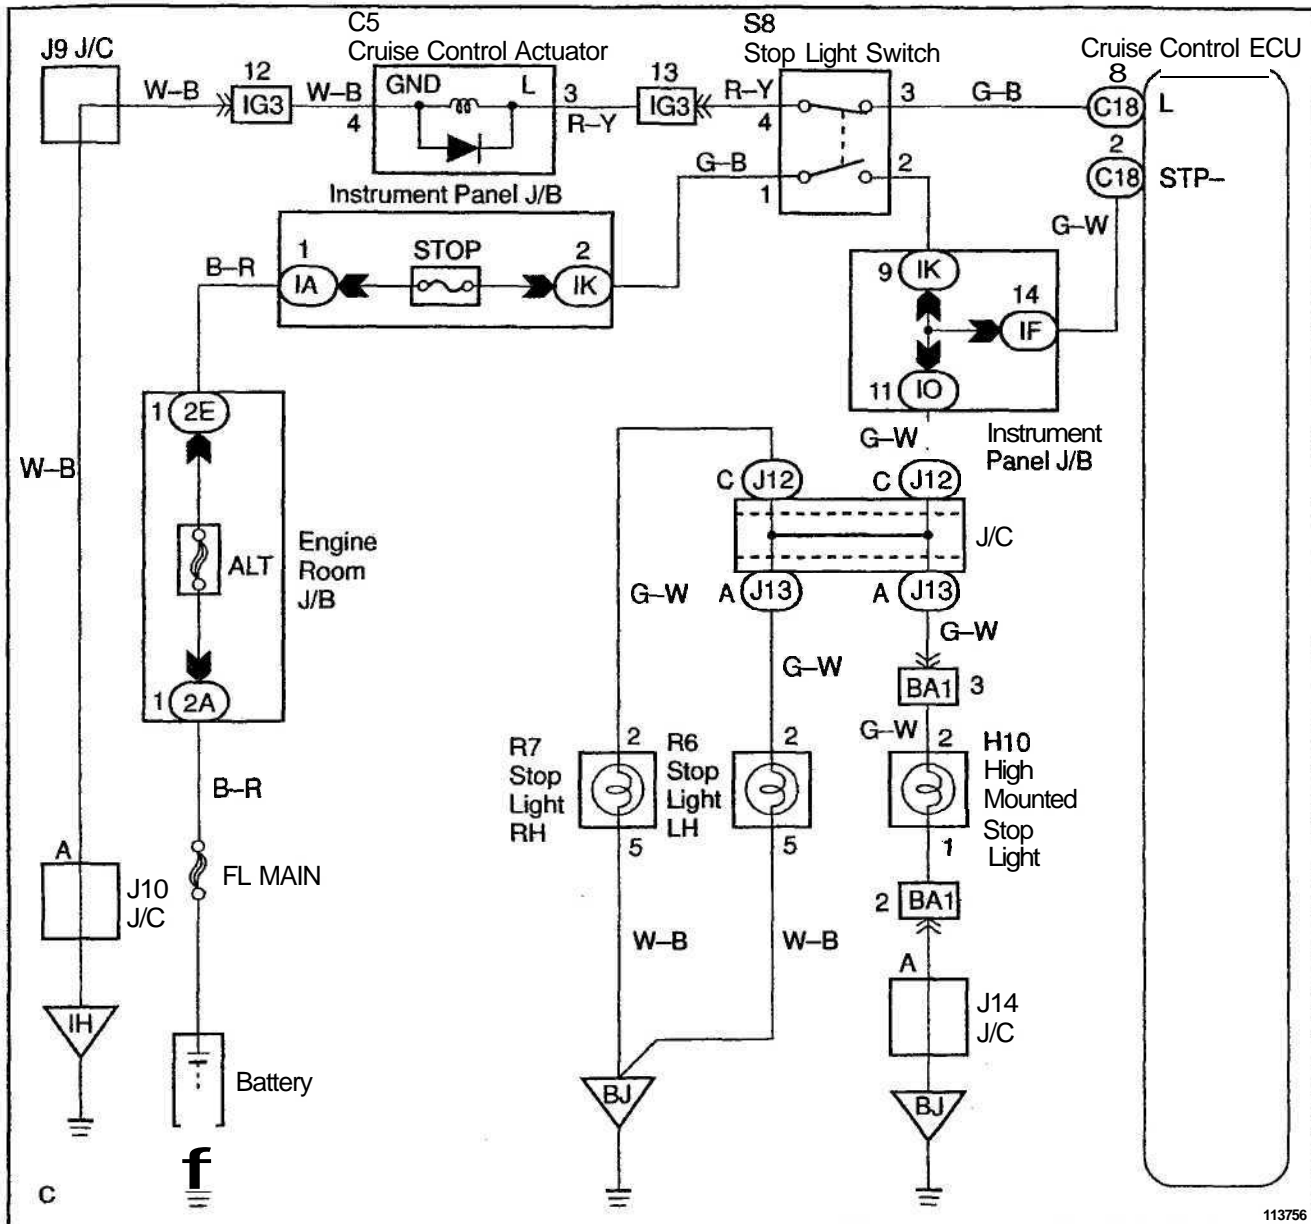 C5
Cruise Control Actuator
S8
Stop Light Switch
Cruise Control ECU
J9 J/C
W–B
12
IG3
W–B
4
GND
L
3
R–Y
13
IG3
R–Y
4
3
G–B
8
C18
L
2
C18
STP–
G–B
1
2
G–W
Instrument Panel J/B
B–R
1
IA
STOP
2
IK
9
IK
14
IF
11
IO
G–W
Instrument
Panel J/B
1
2E
W–B
ALT
Engine
Room
J/B
1
2A
C
J12
C
J12
J/C
G–W
A
J13
A
J13
G–W
G–W
BA1
3
G–W
B–R
R7
Stop
Light
RH
2
5
R6
Stop
Light
LH
2
5
2
H10
High
Mounted
Stop
Light
1
A
J10
J/C
FL MAIN
2
BA1
W–B
W–B
A
J14
J/C
IH
Battery
BJ
BJ
f
C
113756